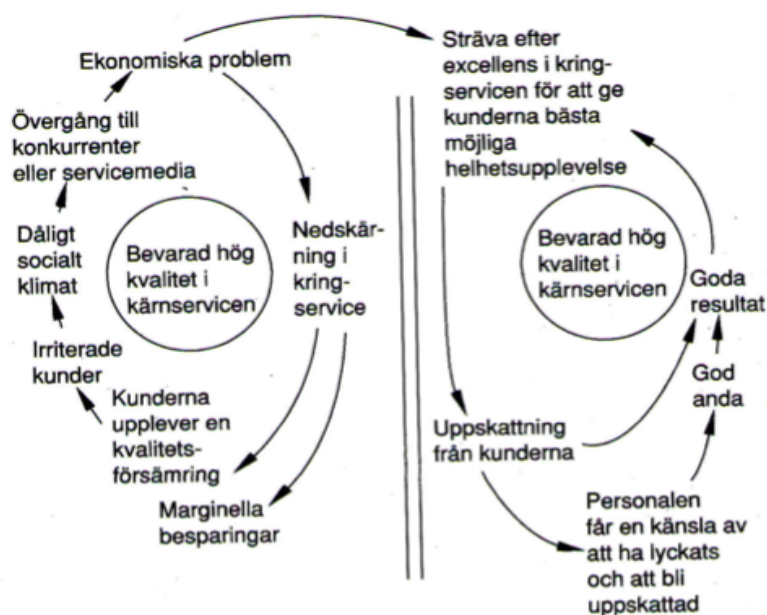 Ekonomiska problem
Övergång till
konkurrenter
eller servicemedia
Dåligt
socialt
klimat
Irriterade
kunder
Kunderna
upplever en
kvalitets-
försämring
Marginella
besparingar
Nedskär-
ning i
kring-
service
Bevarad hög
kvalitet i
kärnservicen
Sträva efter
excellens i kring-
servicen för att ge
kunderna bästa
möjliga
helhetsupplevelse
Bevarad hög
kvalitet i
kärnservicen
Goda
resultat
God
anda
Uppskattning
från kunderna
Personalen
får en känsla av
att ha lyckats
och att bli
uppskattad